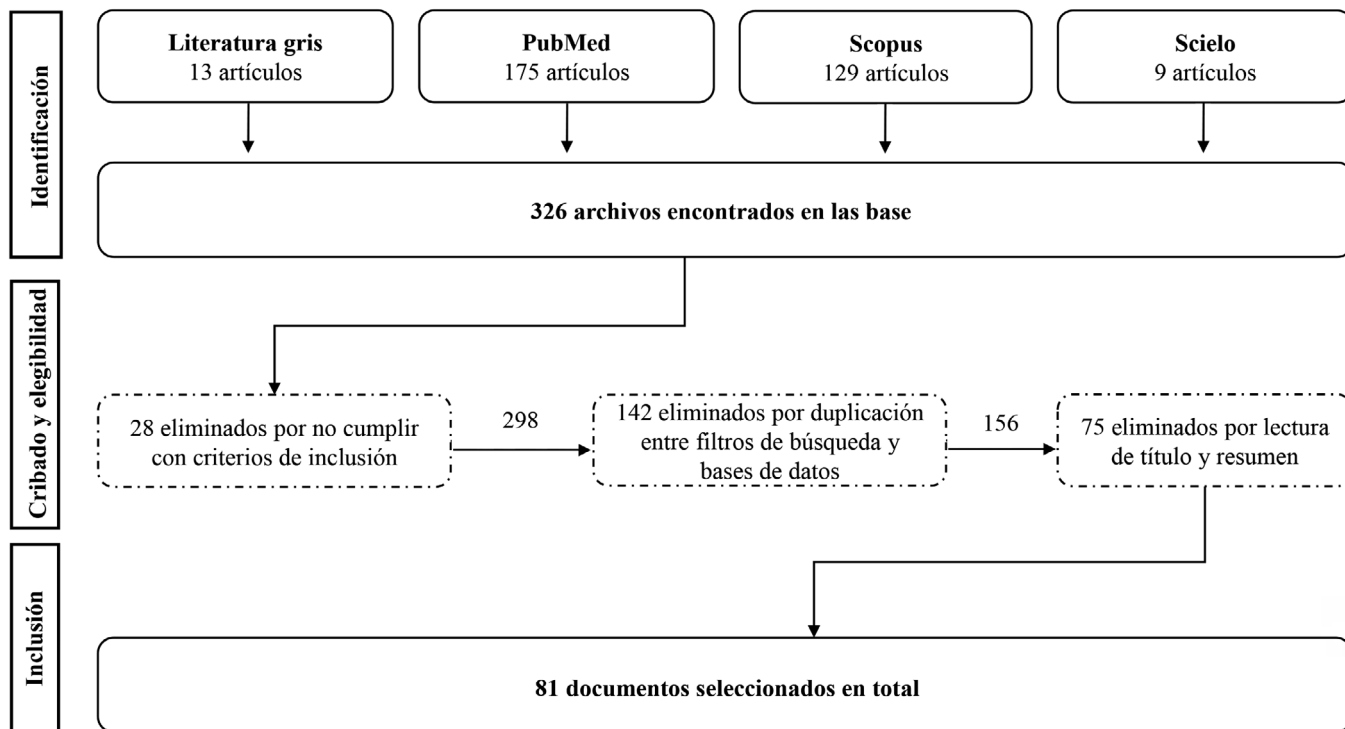 Identificación
Literatura gris
13 artículos
PubMed
175 artículos
Scopus
129 artículos
Scielo
9 artículos
326 archivos encontrados en las base
Cribado y elegibilidad
28 eliminados por no cumplir
con criterios de inclusión
298
142 eliminados por duplicación
entre filtros de búsqueda y
bases de datos
156
75 eliminados por lectura
de título y resumen
Inclusión
81 documentos seleccionados en total